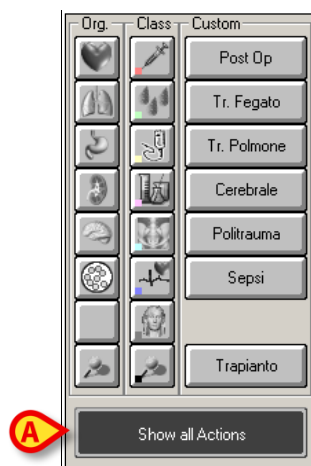 Org. Class Custom
Post Op
Tr. Fegato
Tr. Polmone
Cerebrale
Politrauma
Sepsi
Trapianto
A Show all Actions